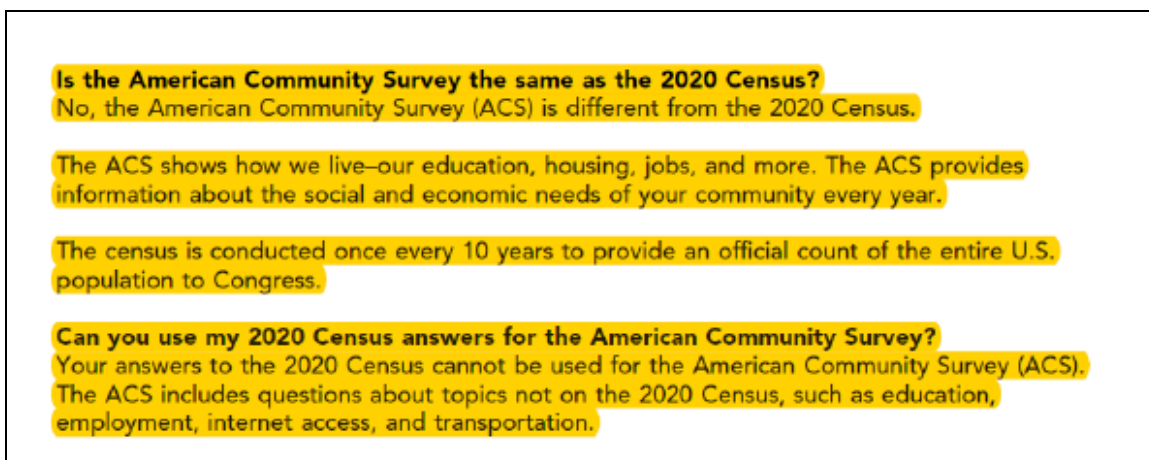 Is the American Community Survey the same as the 2020 Census?
No, the American Community Survey (ACS) is different from the 2020 Census.
The ACS shows how we live–our education, housing, jobs, and more. The ACS provides
information about the social and economic needs of your community every year.
The census is conducted once every 10 years to provide an official count of the entire U.S.
population to Congress.
Can you use my 2020 Census answers for the American Community Survey?
Your answers to the 2020 Census cannot be used for the American Community Survey (ACS).
The ACS includes questions about topics not on the 2020 Census, such as education,
employment, internet access, and transportation.